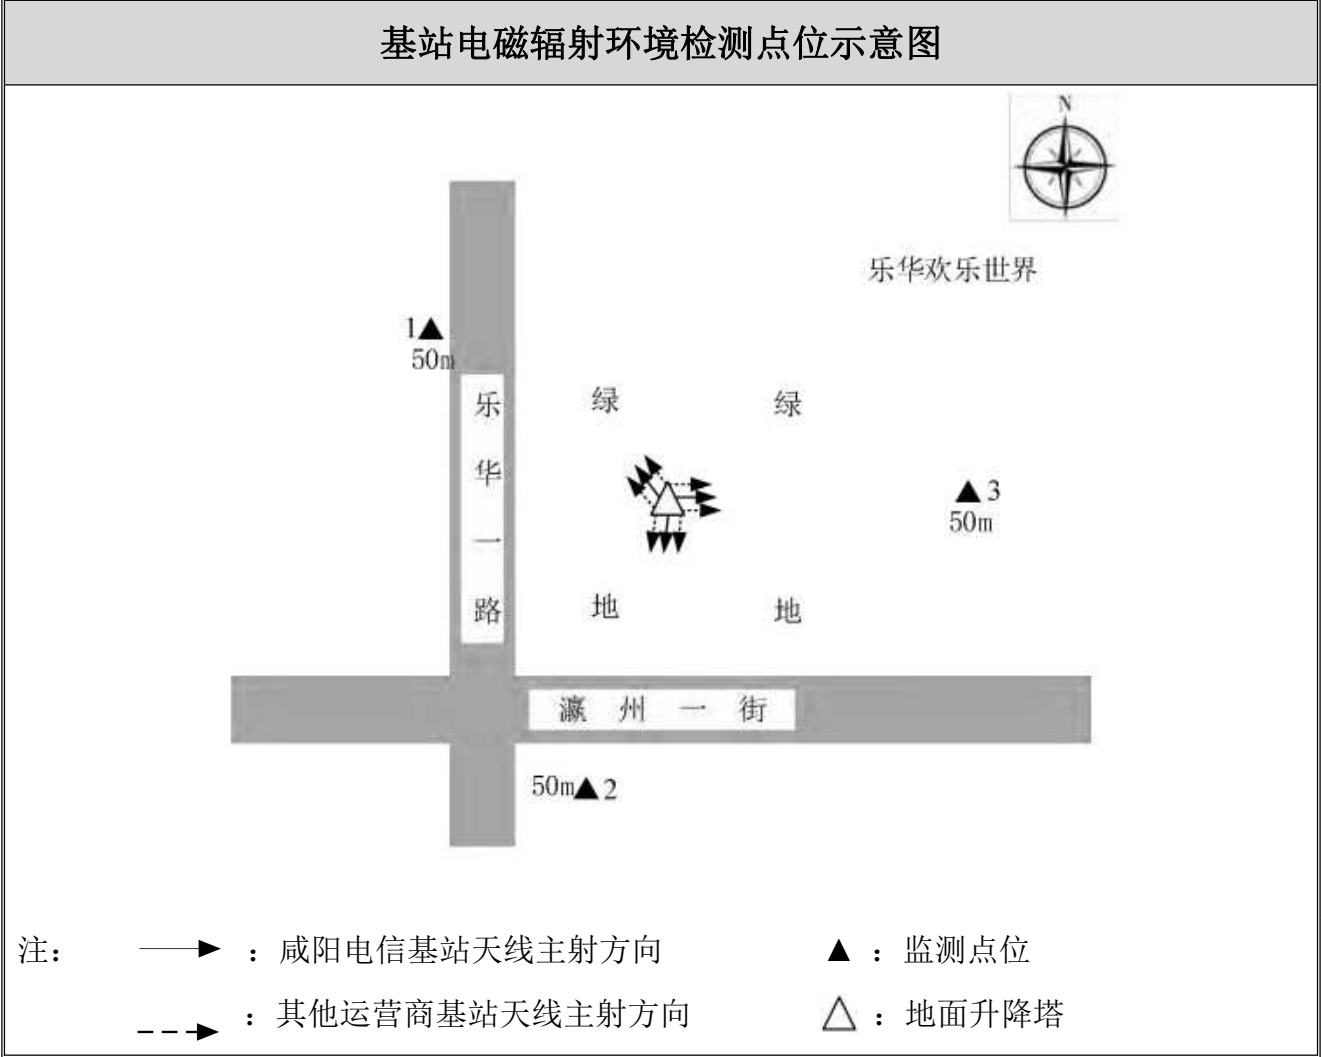 基站电磁辐射环境检测点位示意图
N
乐华欢乐世界
1▲
50m
乐华一路
绿地
绿地
▲3
50m
瀛州一街
50m▲2
注：
：咸阳电信基站天线主射方向
▲：监测点位
：其他运营商基站天线主射方向
△：地面升降塔